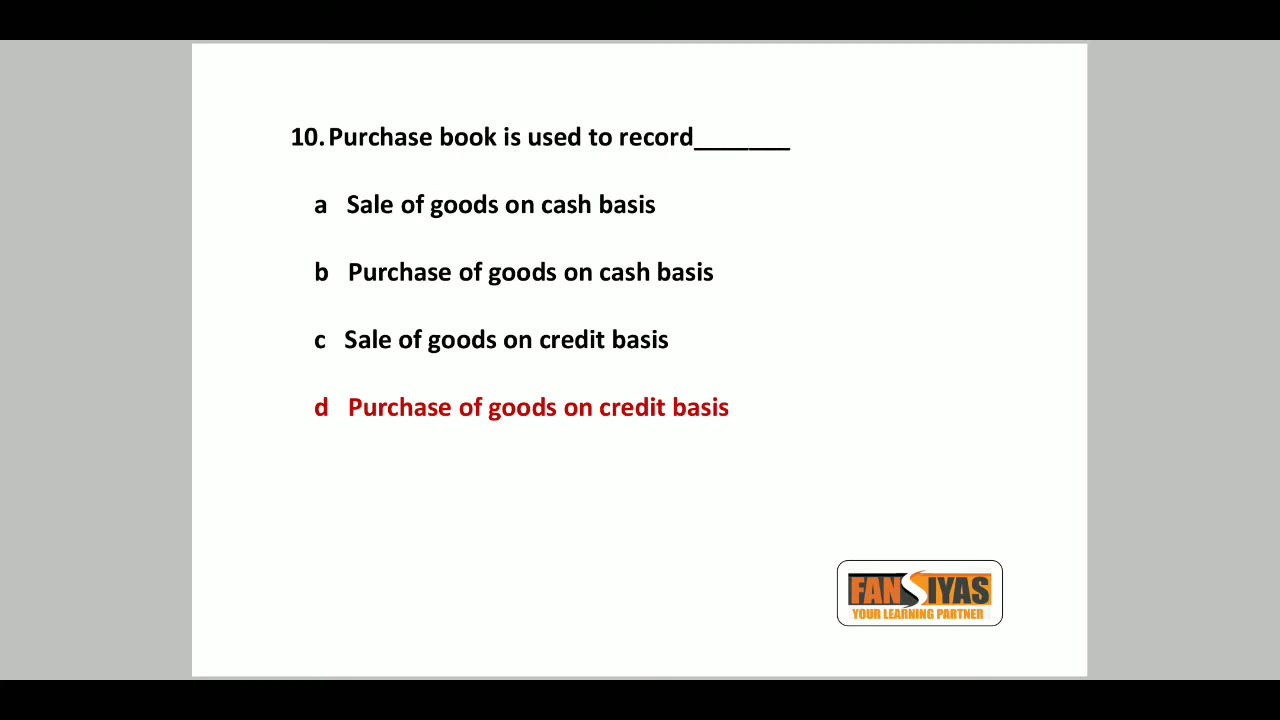 10. Purchase book is used to record_______
a Sale of goods on cash basis
b Purchase of goods on cash basis
c Sale of goods on credit basis
d Purchase of goods on credit basis
FANSIYAS
YOUR LEARNING PARTNER